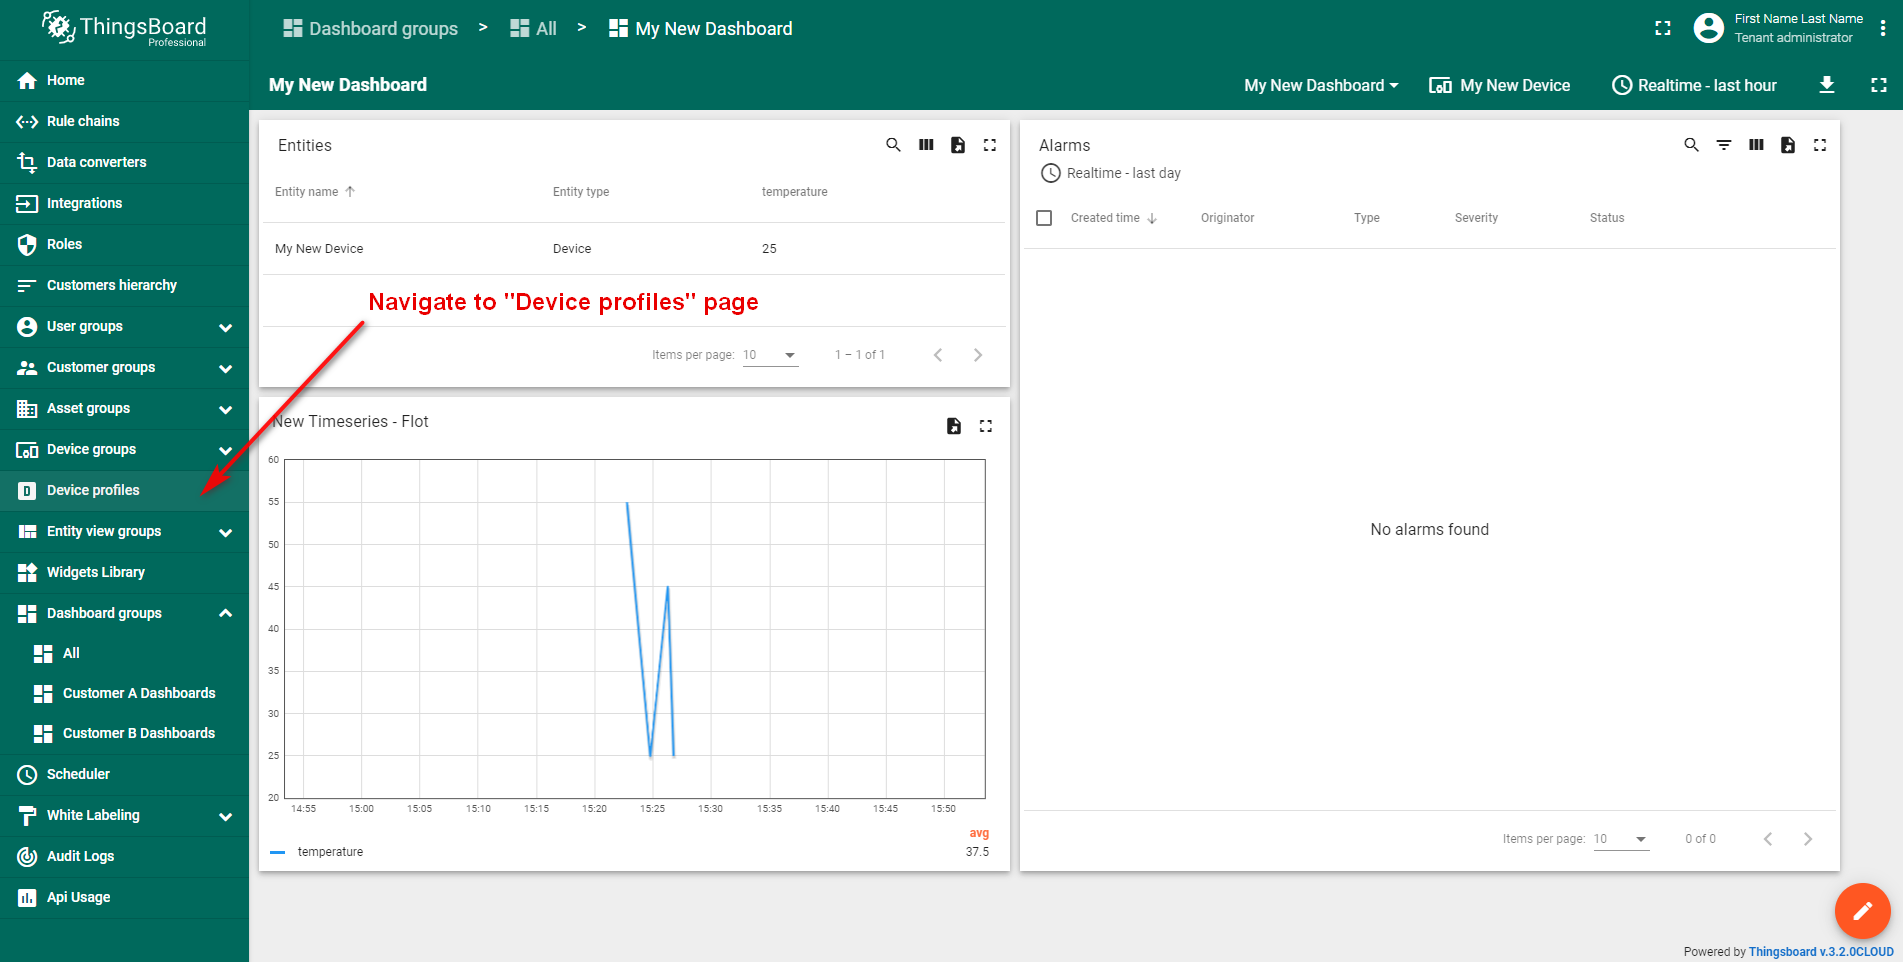 ThingsBoard
Professional
Home
Rule chains
Data converters
Integrations
Roles
Customers hierarchy
User groups
Customer groups
Asset groups
Device groups
D Device profiles
Entity view groups
Widgets Library
Dashboard groups
All
Customer A Dashboards
Customer B Dashboards
Scheduler
White Labeling
Audit Logs
Api Usage
Dashboard groups > All > My New Dashboard
First Name Last Name
Tenant administrator
My New Dashboard
My New Dashboard My New Device Realtime - last hour
Entities
Entity name Entity type temperature
My New Device Device 25
Navigate to "Device profiles" page
Items per page: 10 1 – 1 of 1
New Timeseries - Flot
60
55
50
45
40
35
30
25
20
14:55 15:00 15:05 15:10 15:15 15:20 15:25 15:30 15:35 15:40 15:45 15:50
avg
temperature 37.5
Alarms
Realtime - last day
Created time Originator Type Severity Status
No alarms found
Items per page: 10 0 of 0
Powered by Thingsboard v.3.2.0CLOUD